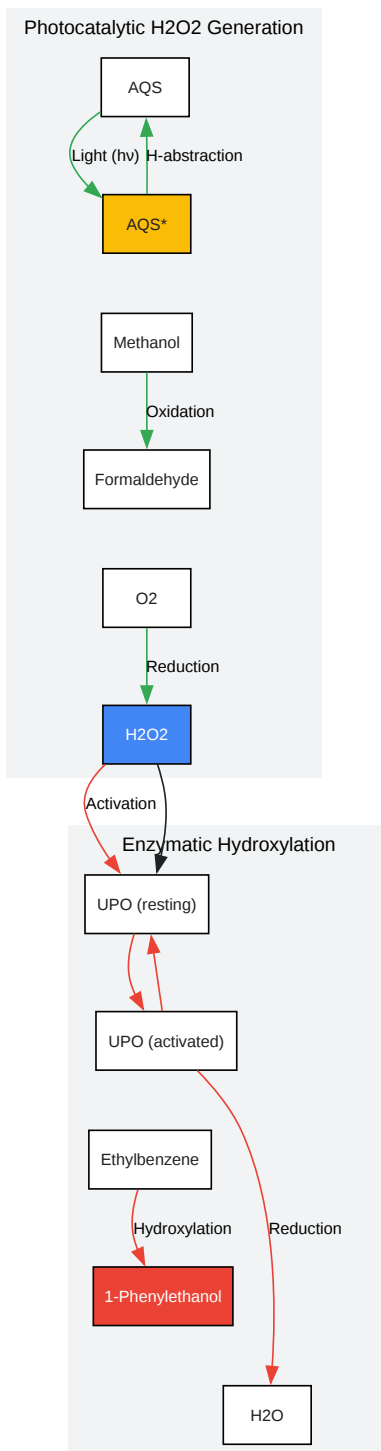 Photocatalytic H2O2 Generation
AQS
Light (hν)
H-abstraction
AQS*
Methanol
Oxidation
Formaldehyde
O2
Reduction
H2O2
Activation
Enzymatic Hydroxylation
UPO (resting)
UPO (activated)
Ethylbenzene
Hydroxylation
Reduction
1-Phenylethanol
H2O